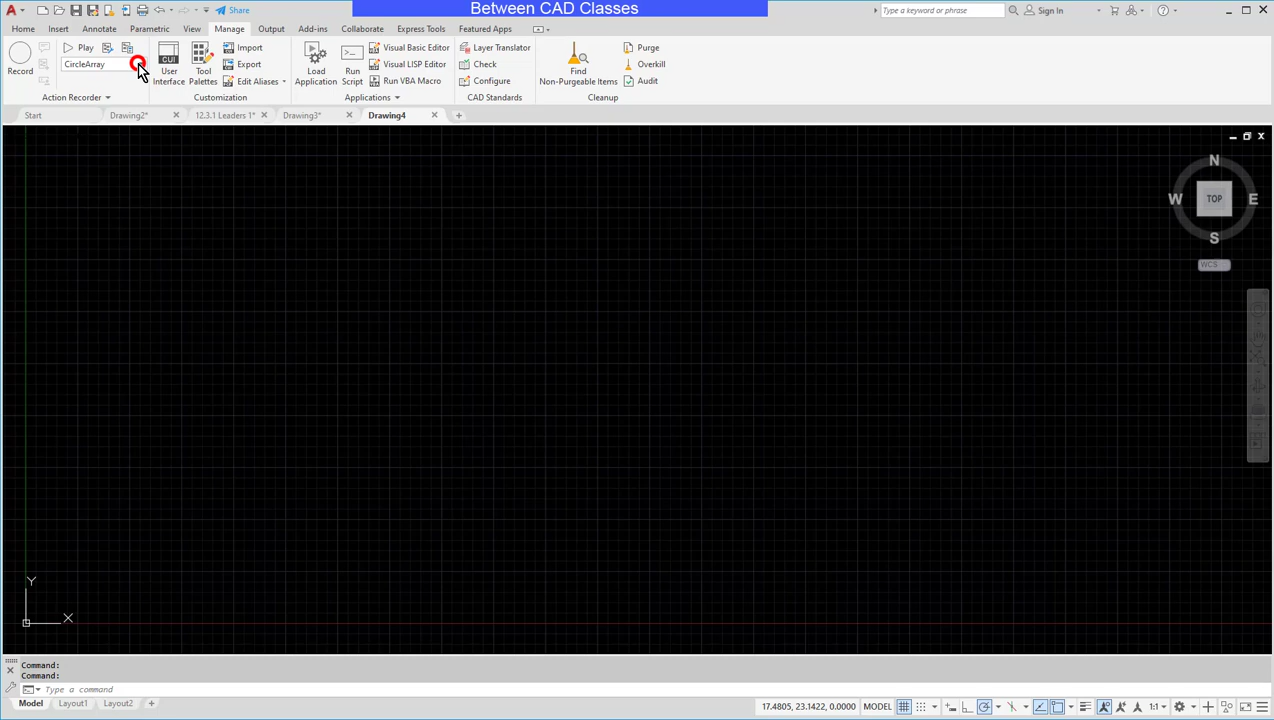 Between CAD Classes
Share
Type a keyword or phrase
Sign In
Home Insert Annotate Parametric View Manage Output Add-ins Collaborate Express Tools Featured Apps
Record
Play
CircleArray
Action Recorder
CUI
User
Interface
Tool
Palettes
Import
Export
Edit Aliases
Customization
Load
Application
Run
Script
Visual Basic Editor
Visual LISP Editor
Run VBA Macro
Applications
Layer Translator
Check
Configure
CAD Standards
Find
Non-Purgeable Items
Purge
Overkill
Audit
Cleanup
Start Drawing2* 12.3.1 Leaders 1* Drawing3* Drawing4
N
W TOP E
S
WCS
Y
X
Command:
Command:
Type a command
Model Layout1 Layout2
17.4805, 23.1422, 0.0000 MODEL 1:1